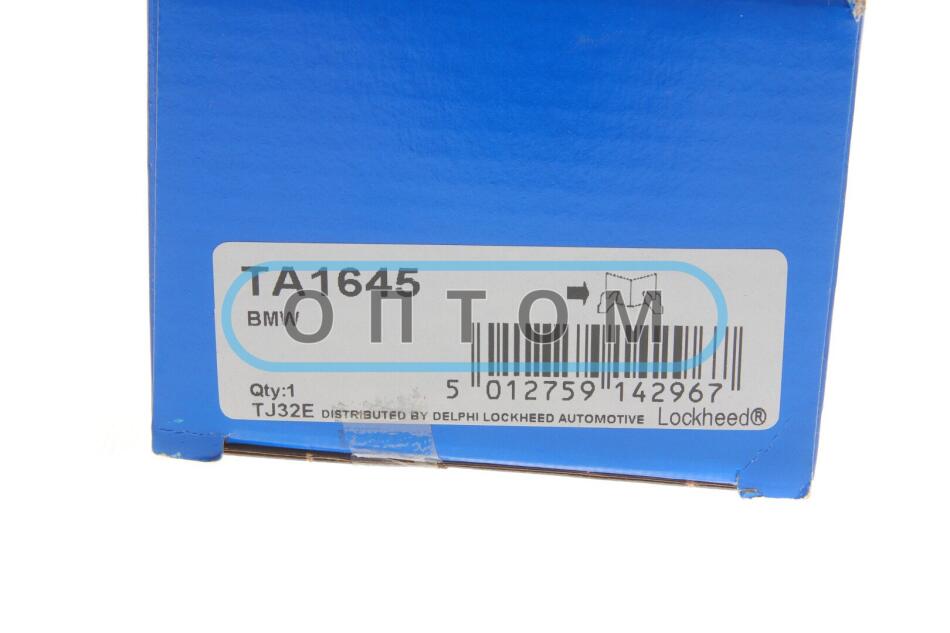 TA1645
BMW
ОПТОМ
5 012759 142967
Qty:1
TJ32E DISTRIBUTED BY DELPHI LOCKHEED AUTOMOTIVE Lockheed®